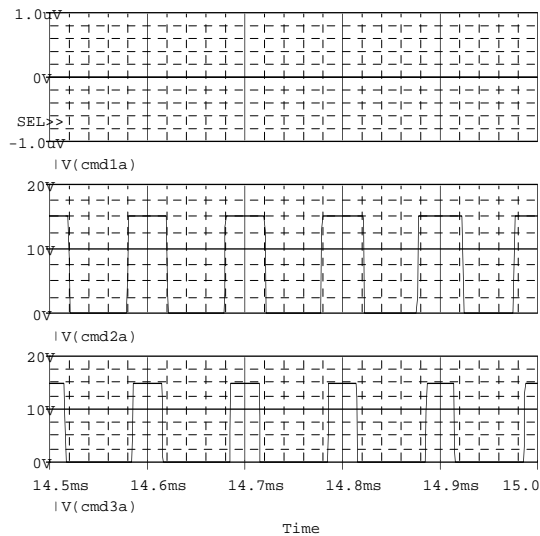 1.0uV
0V
SEL>>
-1.0uV
V(cmd1a)
20V
10V
0V
V(cmd2a)
20V
10V
0V
14.5ms 14.6ms 14.7ms 14.8ms 14.9ms 15.0
V(cmd3a)
Time